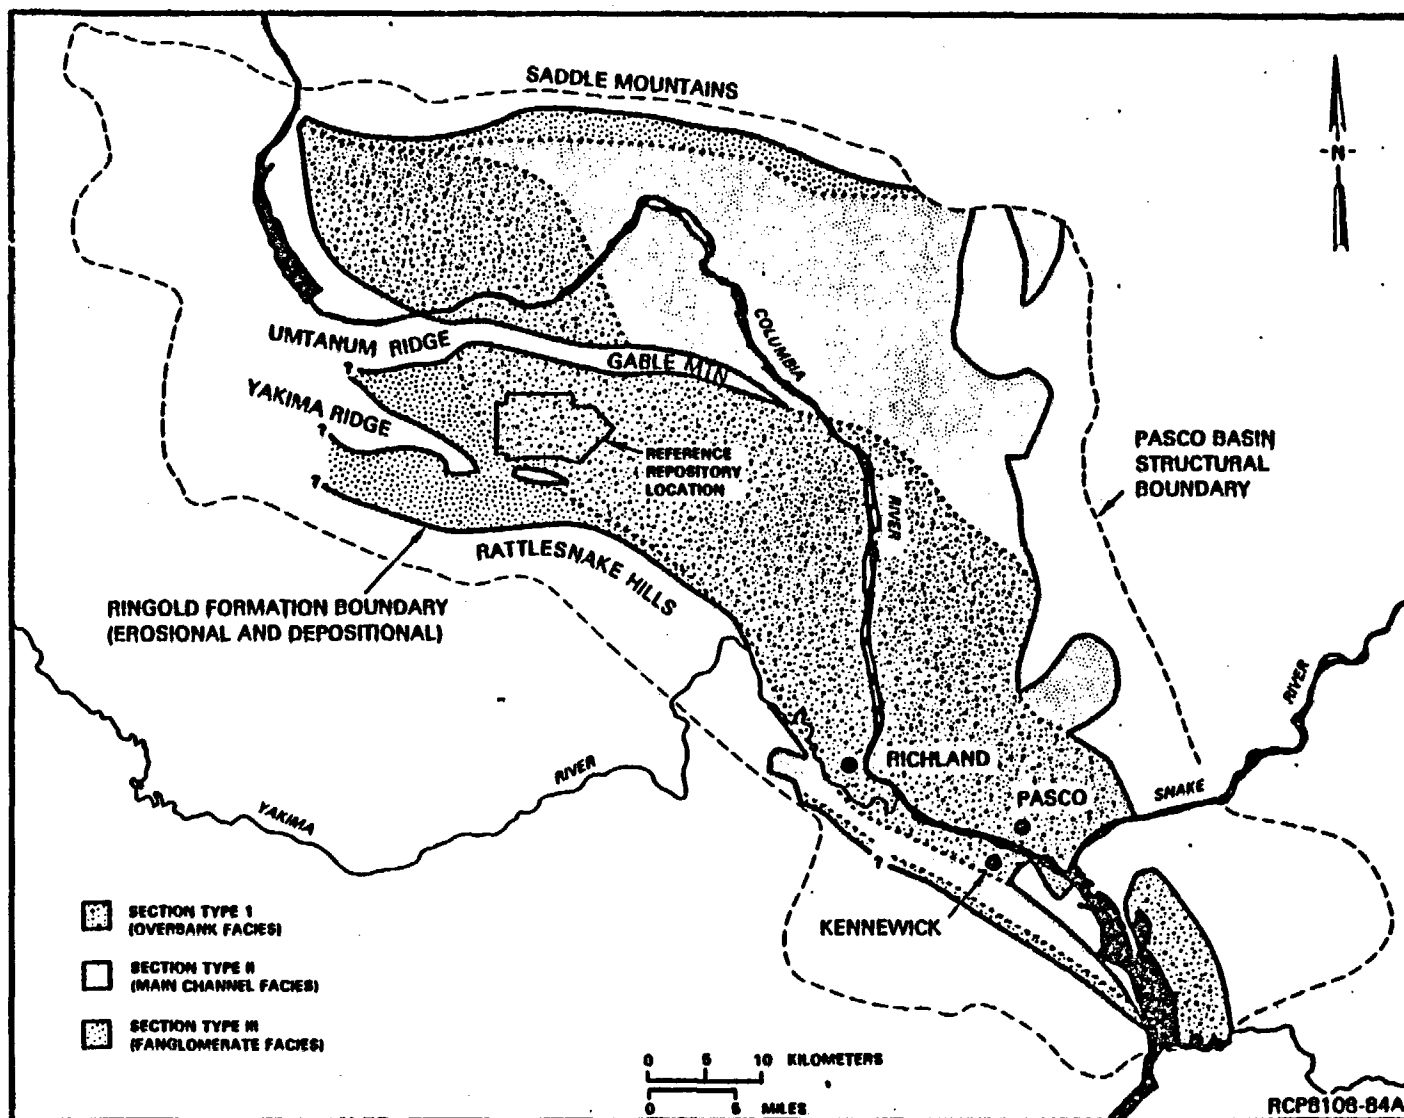 SADDLE MOUNTAINS
N
COLUMBIA
RIVER
UMTANUM RIDGE
GABLE MTN
YAKIMA RIDGE
?
?
?
REFERENCE
REPOSITORY
LOCATION
PASCO BASIN
STRUCTURAL
BOUNDARY
RATTLESNAKE HILLS
RINGOLD FORMATION BOUNDARY
(EROSIONAL AND DEPOSITIONAL)
YAKIMA
RIVER
RICHLAND
PASCO
SNAKE
RIVER
?
KENNEWICK
SECTION TYPE I
(OVERBANK FACIES)
SECTION TYPE II
(MAIN CHANNEL FACIES)
SECTION TYPE III
(FANGLOMERATE FACIES)
0 5 10 KILOMETERS
0 5 MILES
RCP8108-84A